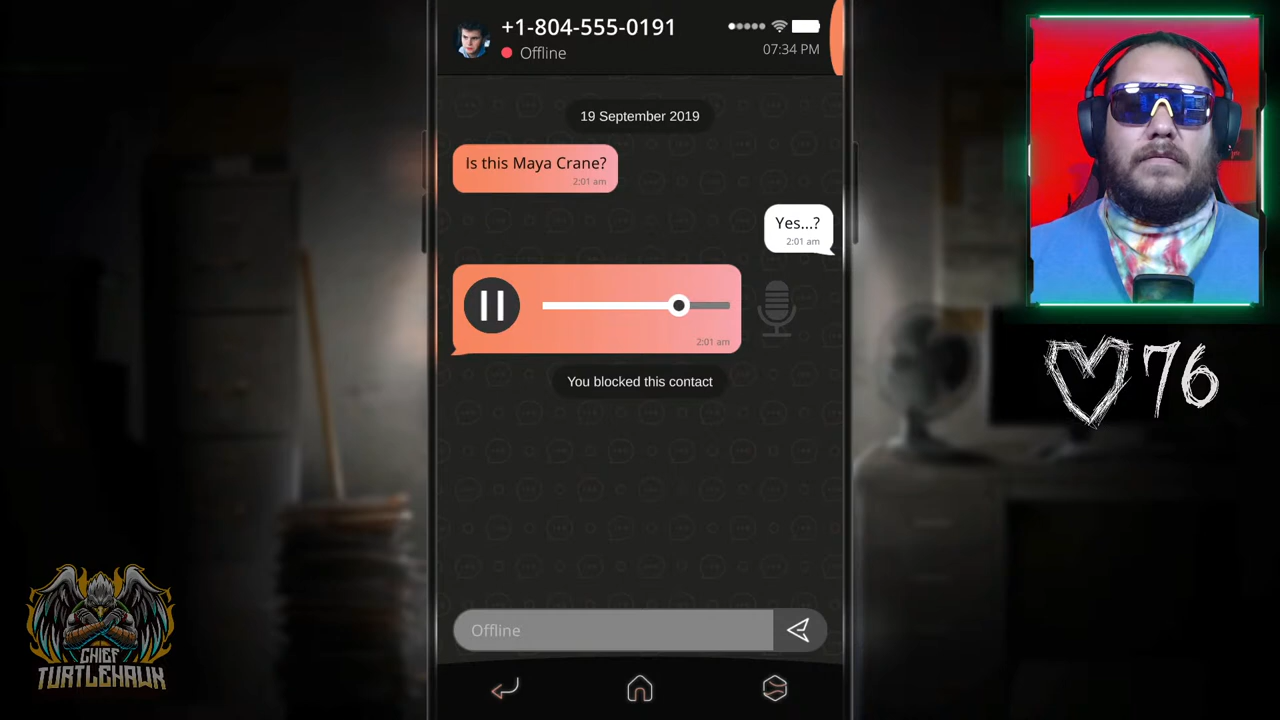 +1-804-555-0191
Offline
07:34 PM
19 September 2019
Is this Maya Crane?
2:01 am
Yes...?
2:01 am
2:01 am
You blocked this contact
Offline
76
CHIEF
TURTLEHAWK